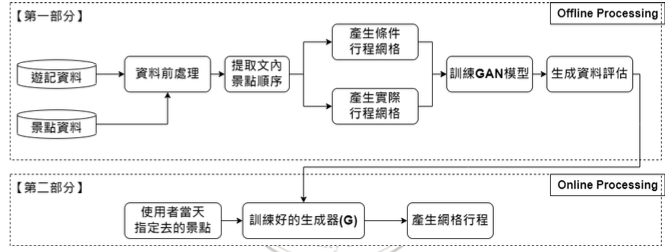 【第一部分】
Offline Processing
遊記資料
景點資料
資料前處理
提取文內
景點順序
產生條件
行程網格
產生實際
行程網格
訓練GAN模型
生成資料評估
【第二部分】
Online Processing
使用者當天
指定去的景點
訓練好的生成器(G)
產生網格行程